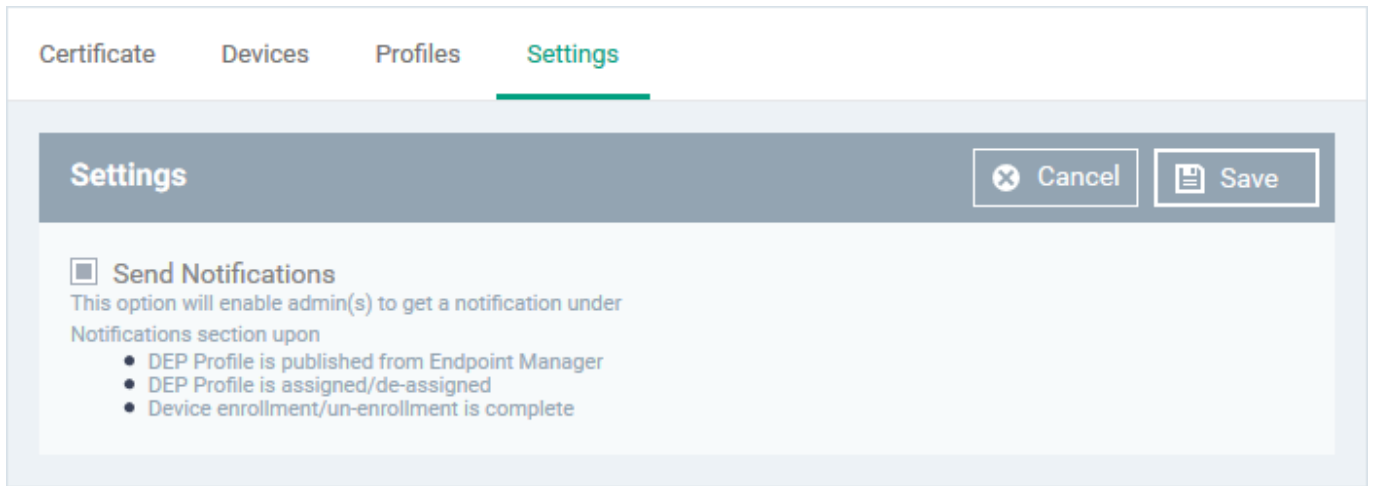 Certificate Devices Profiles Settings
Settings Cancel Save
Send Notifications
This option will enable admin(s) to get a notification under
Notifications section upon
DEP Profile is published from Endpoint Manager
DEP Profile is assigned/de-assigned
Device enrollment/un-enrollment is complete